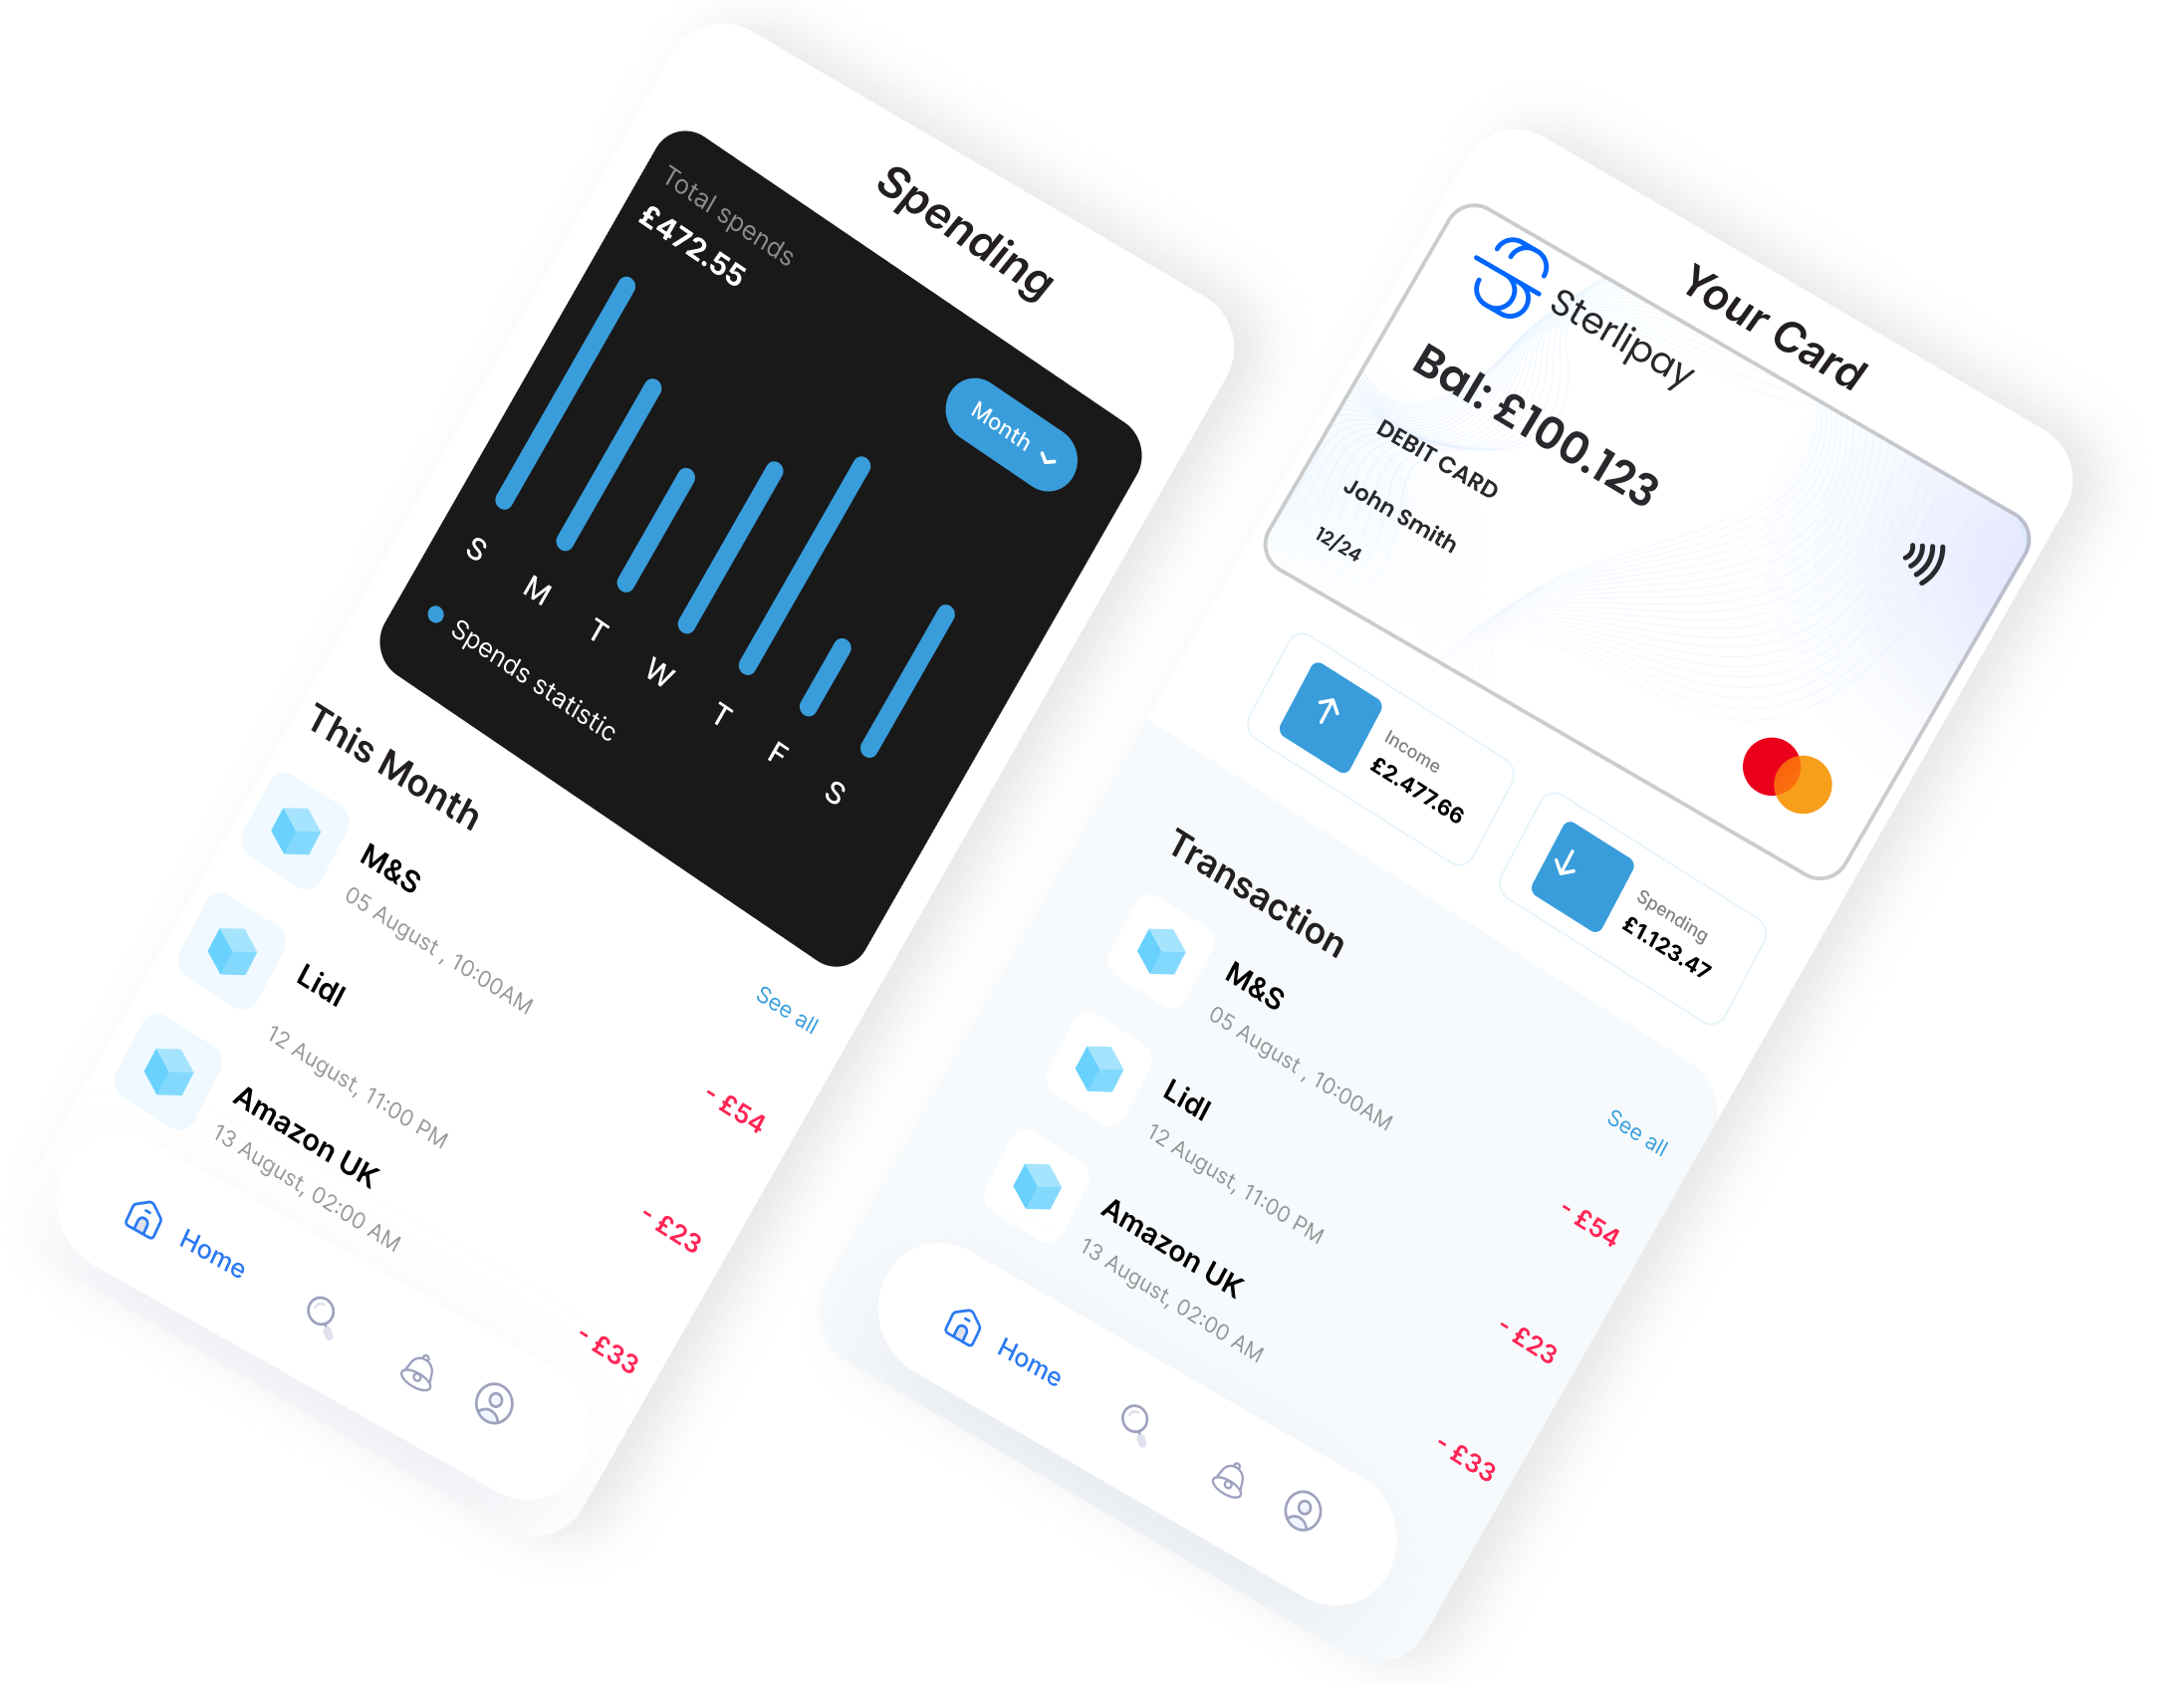 Spending
Total spends
£472.55
Month
S M T W T F S
Spends statistic
This Month
See all
M&S
05 August , 10:00AM
- £54
Lidl
12 August, 11:00 PM
- £23
Amazon UK
13 August, 02:00 AM
- £33
Home
Your Card
Sterlipay
Bal: £100.123
DEBIT CARD
John Smith
12/24
Income
£2.477.66
Spending
£1.123.47
Transaction
See all
M&S
05 August , 10:00AM
- £54
Lidl
12 August, 11:00 PM
- £23
Amazon UK
13 August, 02:00 AM
- £33
Home